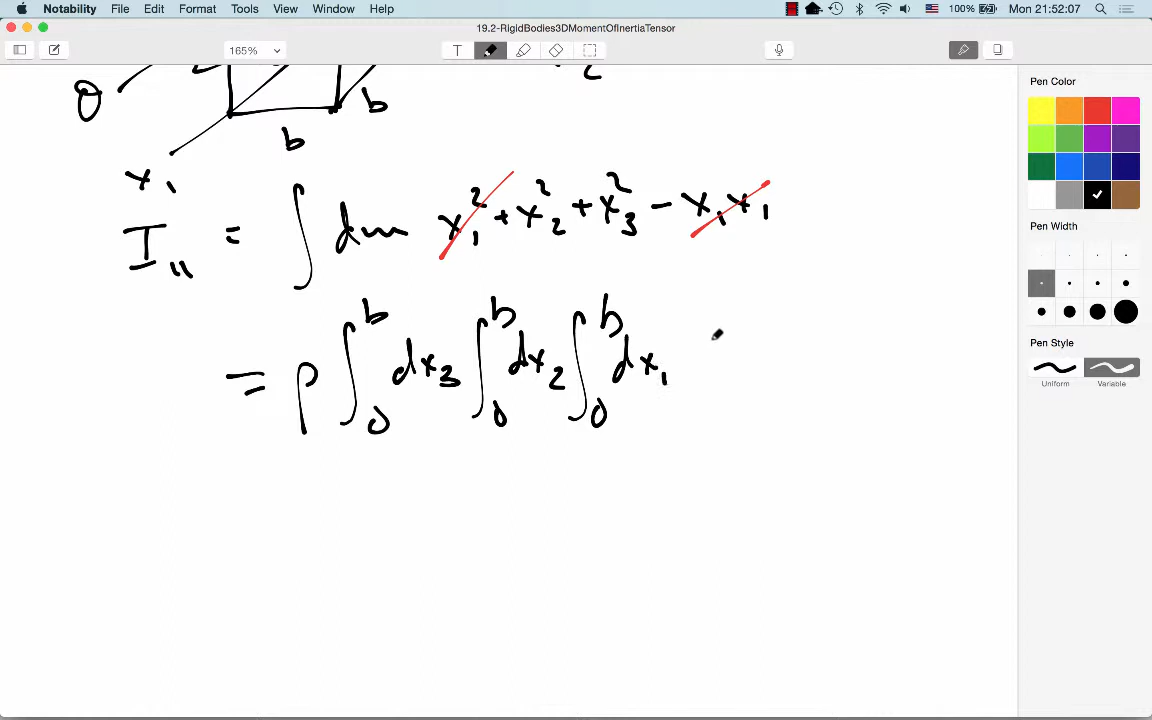 Notability File Edit Format Tools View Window Help 100% Mon 21:52:07
19.2-RigidBodies3DMomentOfInertiaTensor
165% T
Pen Color
Pen Width
Pen Style
Uniform Variable
2
O b
b
x₁
I₁₁ = ∫ dm x₁² + x₂² + x₃² - x₁x₁
= ρ ∫₀ᵇ dx₃ ∫₀ᵇ dx₂ ∫₀ᵇ dx₁